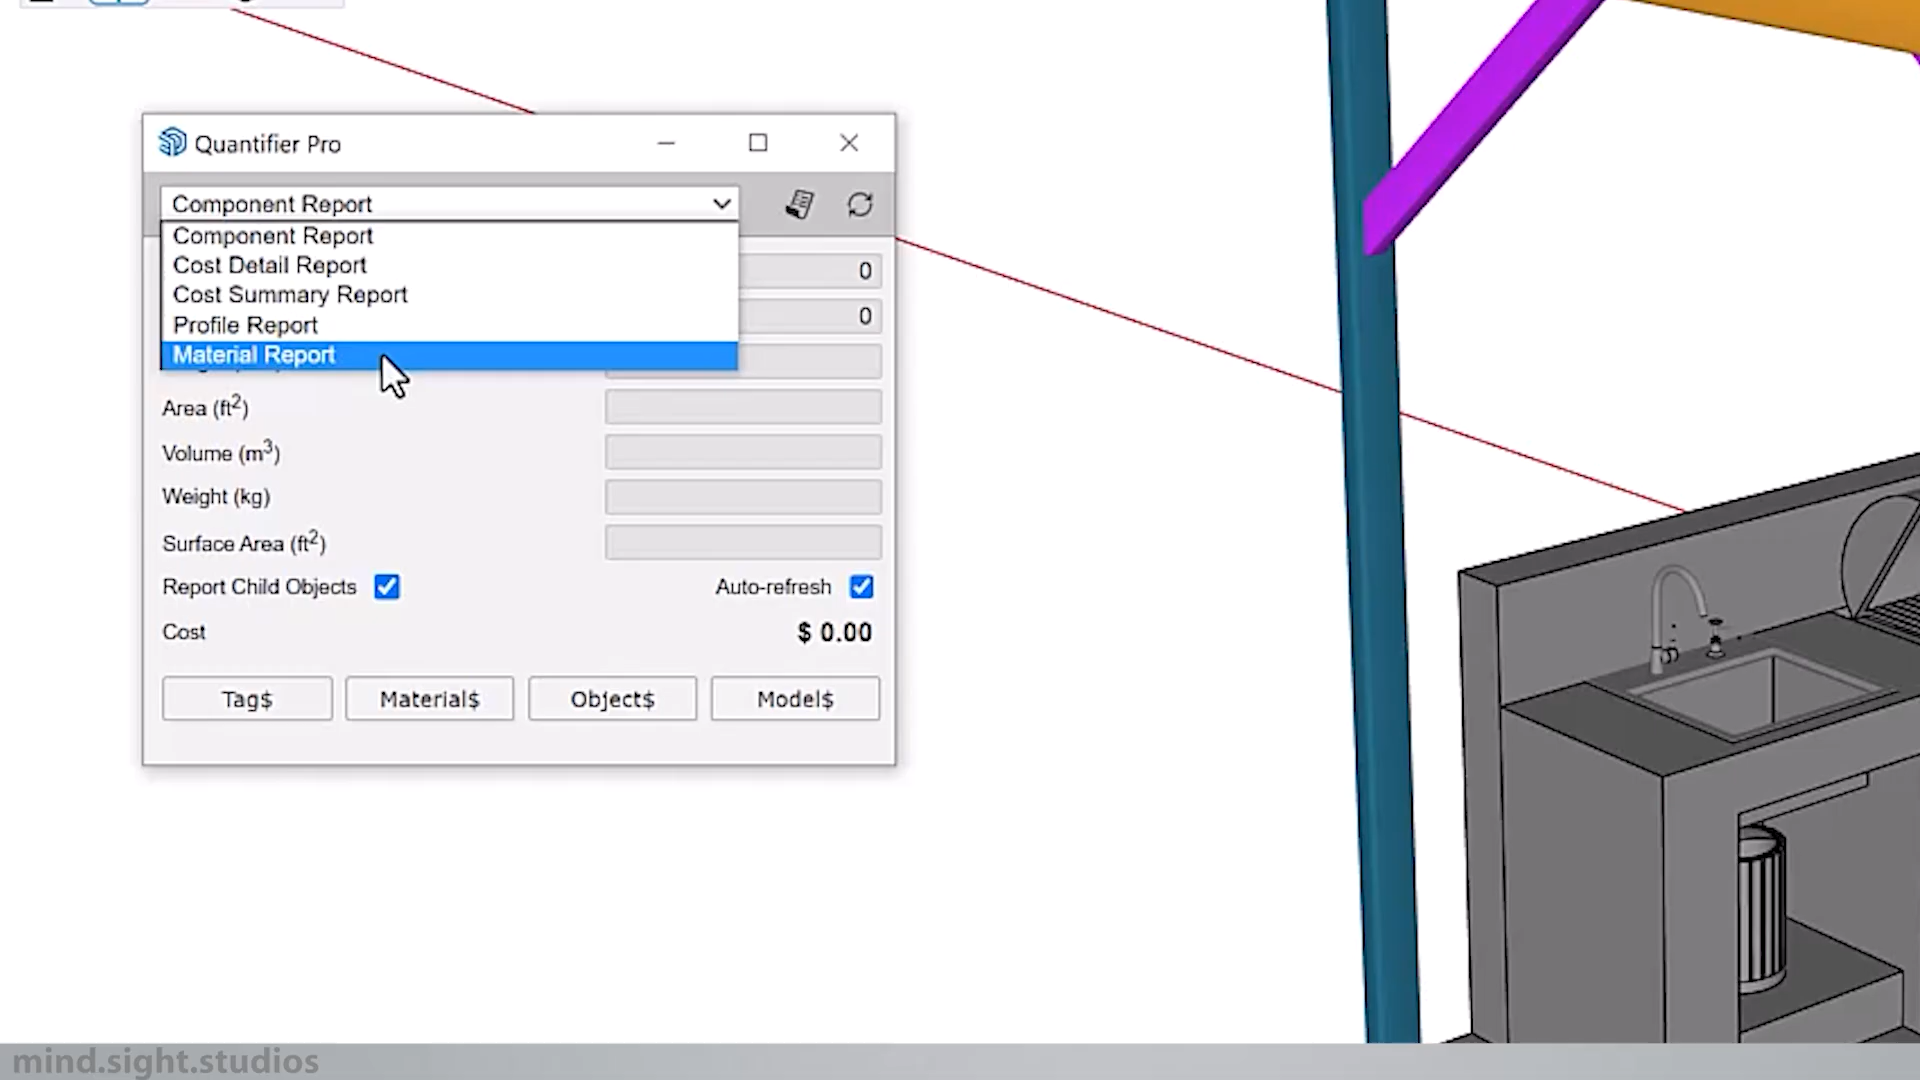 Quantifier Pro
Component Report
Component Report
Cost Detail Report
Cost Summary Report
Profile Report
Material Report
0
0
Area (ft2)
Volume (m3)
Weight (kg)
Surface Area (ft2)
Report Child Objects
Auto-refresh
Cost
$ 0.00
Tag$
Material$
Object$
Model$
mind.sight.studios